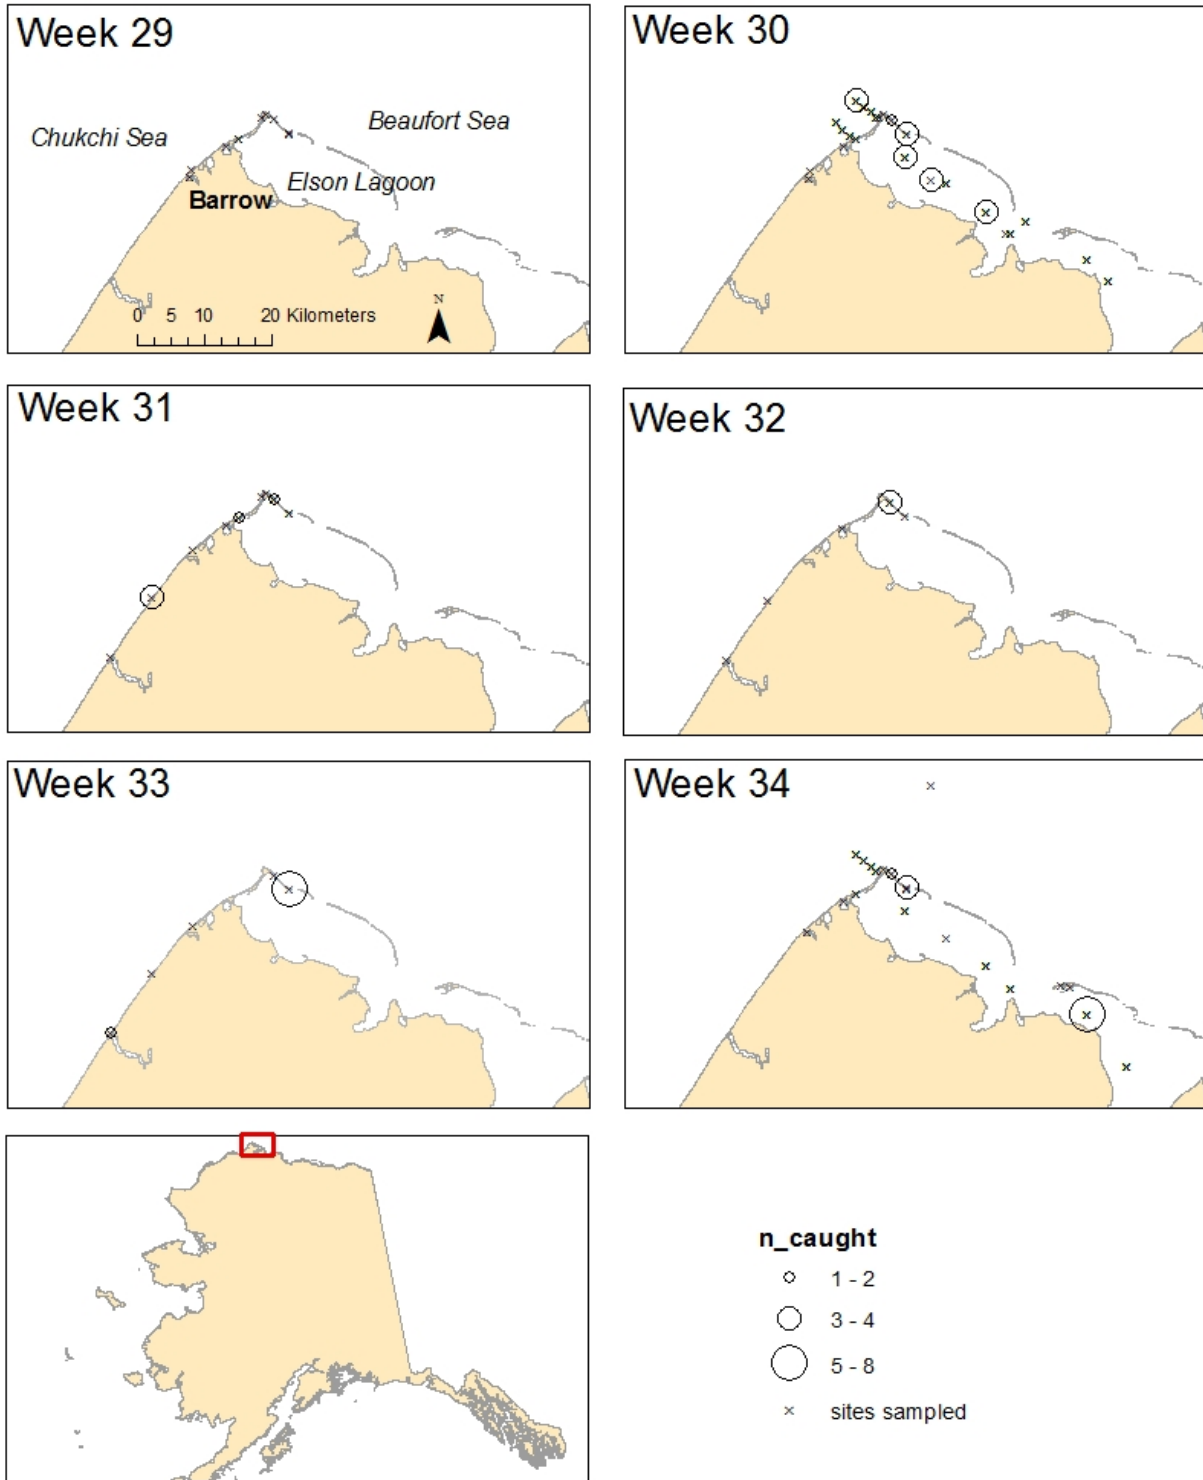 Week 29
Chukchi Sea
Beaufort Sea
Elson Lagoon
Barrow
N
0 5 10 20 Kilometers
Week 30
Week 31
Week 32
Week 33
Week 34
n_caught
1 - 2
3 - 4
5 - 8
sites sampled